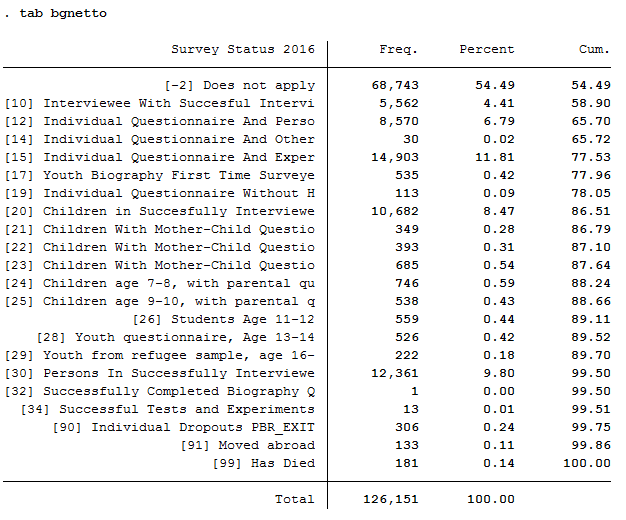 . tab bgnetto
Survey Status 2016 Freq. Percent Cum.
[-2] Does not apply 68,743 54.49 54.49
[10] Interviewee With Succesful Intervi 5,562 4.41 58.90
[12] Individual Questionnaire And Perso 8,570 6.79 65.70
[14] Individual Questionnaire And Other 30 0.02 65.72
[15] Individual Questionnaire And Exper 14,903 11.81 77.53
[17] Youth Biography First Time Surveye 535 0.42 77.96
[19] Individual Questionnaire Without H 113 0.09 78.05
[20] Children in Succesfully Interviewe 10,682 8.47 86.51
[21] Children With Mother-Child Questio 349 0.28 86.79
[22] Children With Mother-Child Questio 393 0.31 87.10
[23] Children With Mother-Child Questio 685 0.54 87.64
[24] Children age 7-8, with parental qu 746 0.59 88.24
[25] Children age 9-10, with parental q 538 0.43 88.66
[26] Students Age 11-12 559 0.44 89.11
[28] Youth questionnaire, Age 13-14 526 0.42 89.52
[29] Youth from refugee sample, age 16- 222 0.18 89.70
[30] Persons In Successfully Interviewe 12,361 9.80 99.50
[32] Successfully Completed Biography Q 1 0.00 99.50
[34] Successful Tests and Experiments 13 0.01 99.51
[90] Individual Dropouts PBR_EXIT 306 0.24 99.75
[91] Moved abroad 133 0.11 99.86
[99] Has Died 181 0.14 100.00
Total 126,151 100.00